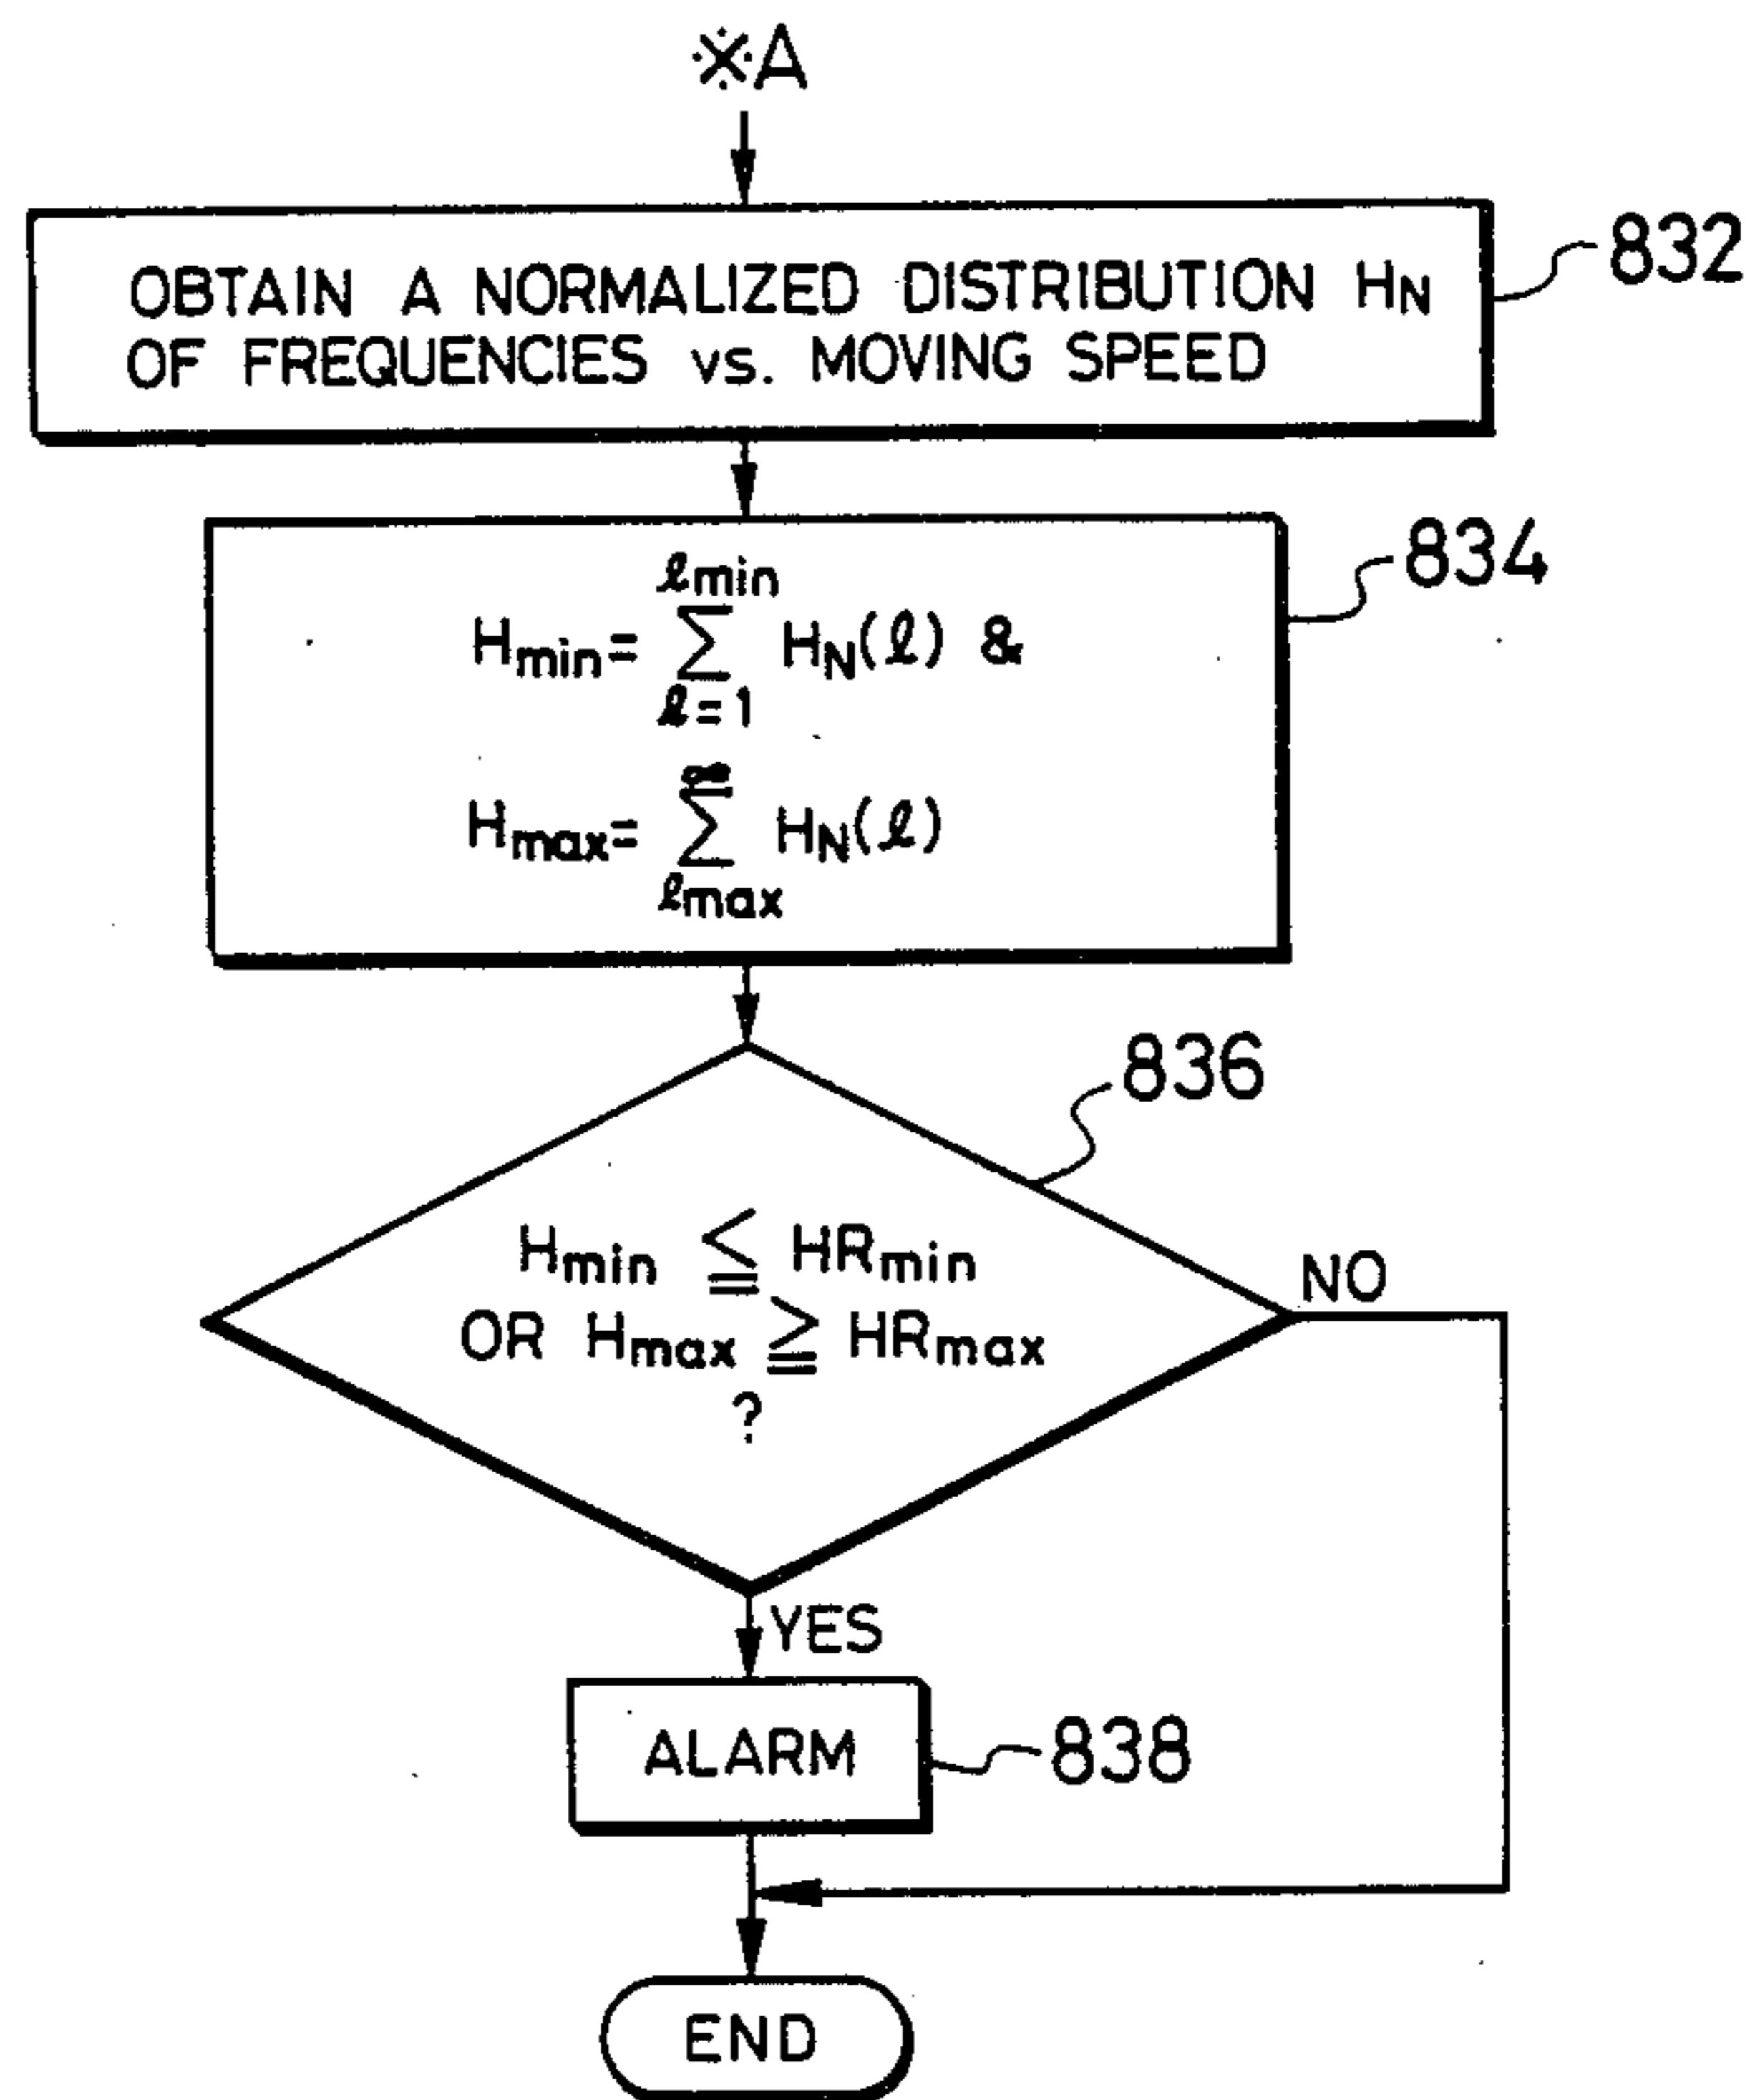 ※A
OBTAIN A NORMALIZED DISTRIBUTION HN
OF FREQUENCIES vs. MOVING SPEED
832
ℓmin
Hmin= ∑ HN(ℓ) &
ℓ=1
∞
Hmax= ∑ HN(ℓ)
ℓmax
834
836
Hmin ≦ HRmin
OR Hmax ≧ HRmax
?
NO
YES
ALARM
838
END